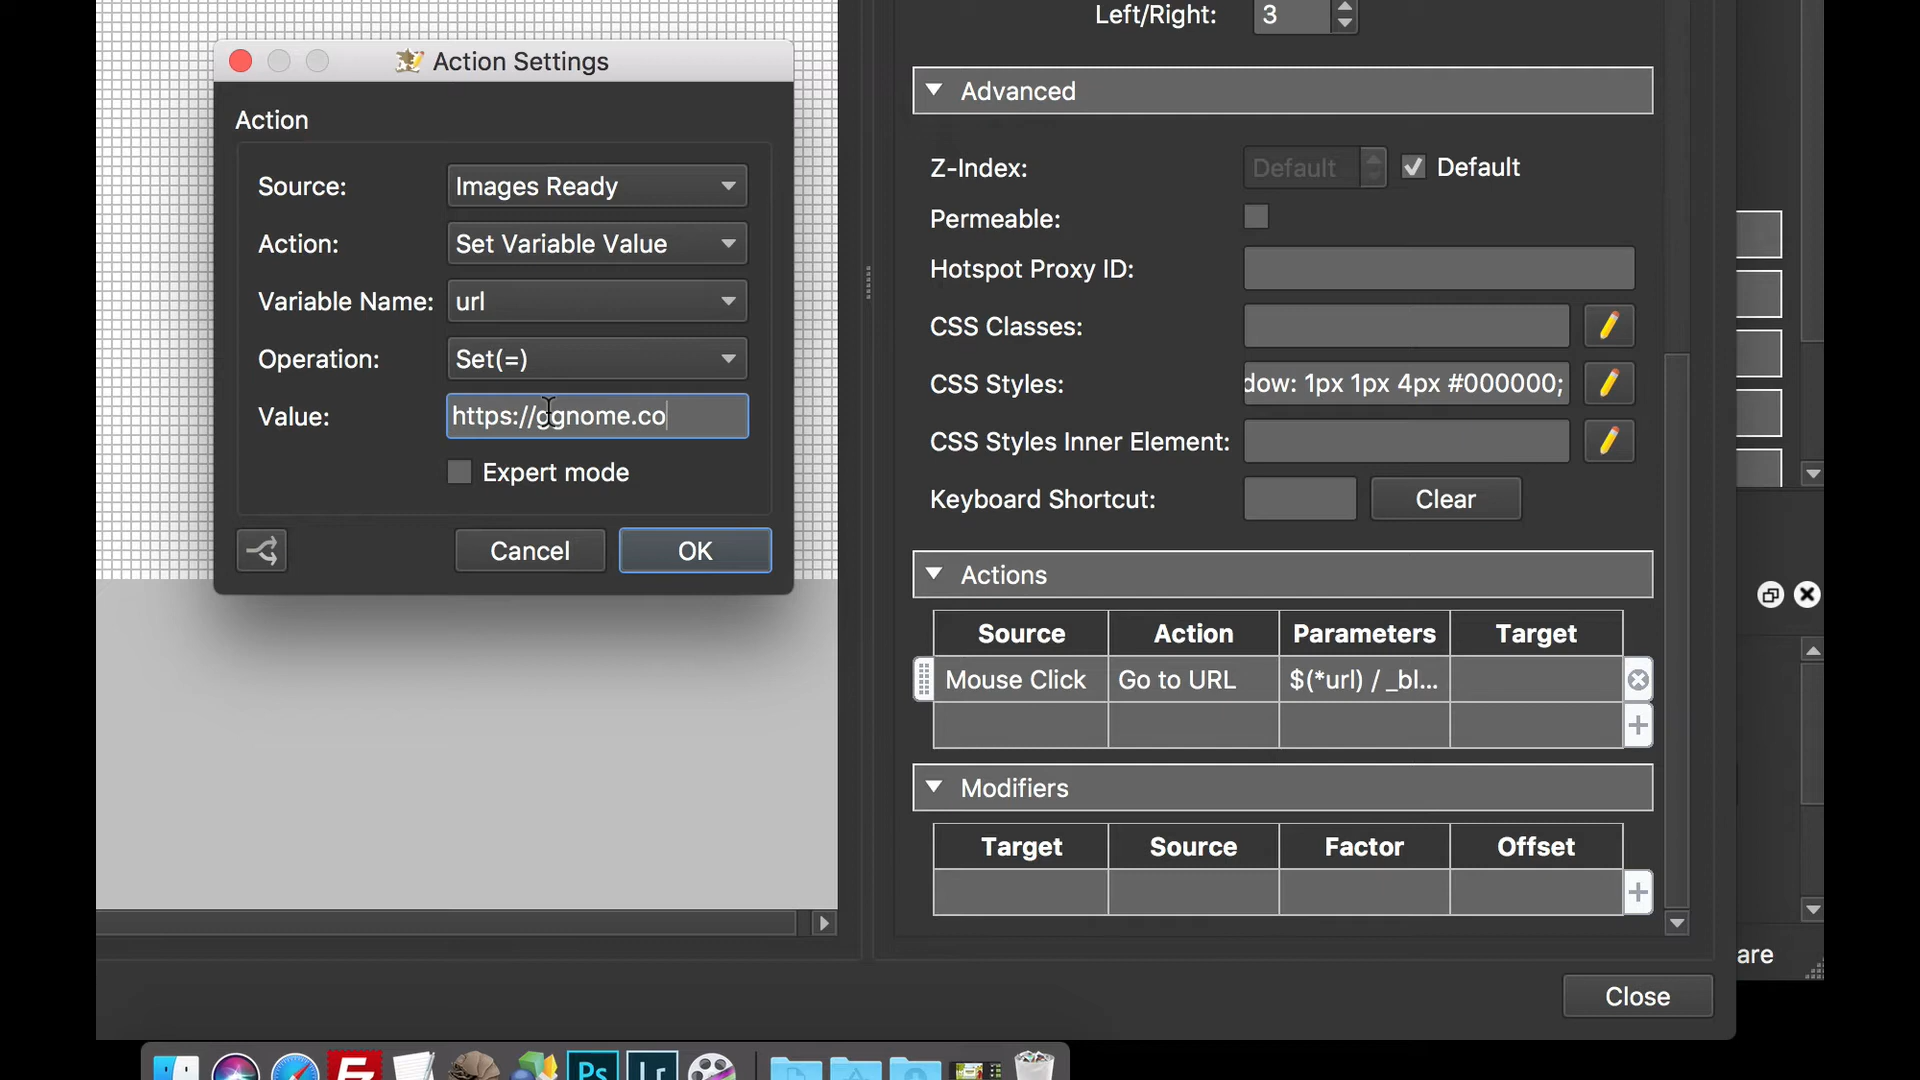 Left/Right: 3
Action Settings
Advanced
Action
Z-Index: Default Default
Source: Images Ready
Permeable:
Action: Set Variable Value
Hotspot Proxy ID:
Variable Name: url
CSS Classes:
Operation: Set(=)
CSS Styles: dow: 1px 1px 4px #000000;
Value: https://ggnome.co
CSS Styles Inner Element:
Expert mode
Keyboard Shortcut: Clear
Cancel OK
Actions
Source Action Parameters Target
Mouse Click Go to URL $(*url) / _bl...
Modifiers
Target Source Factor Offset
are
Close
Ps Lr